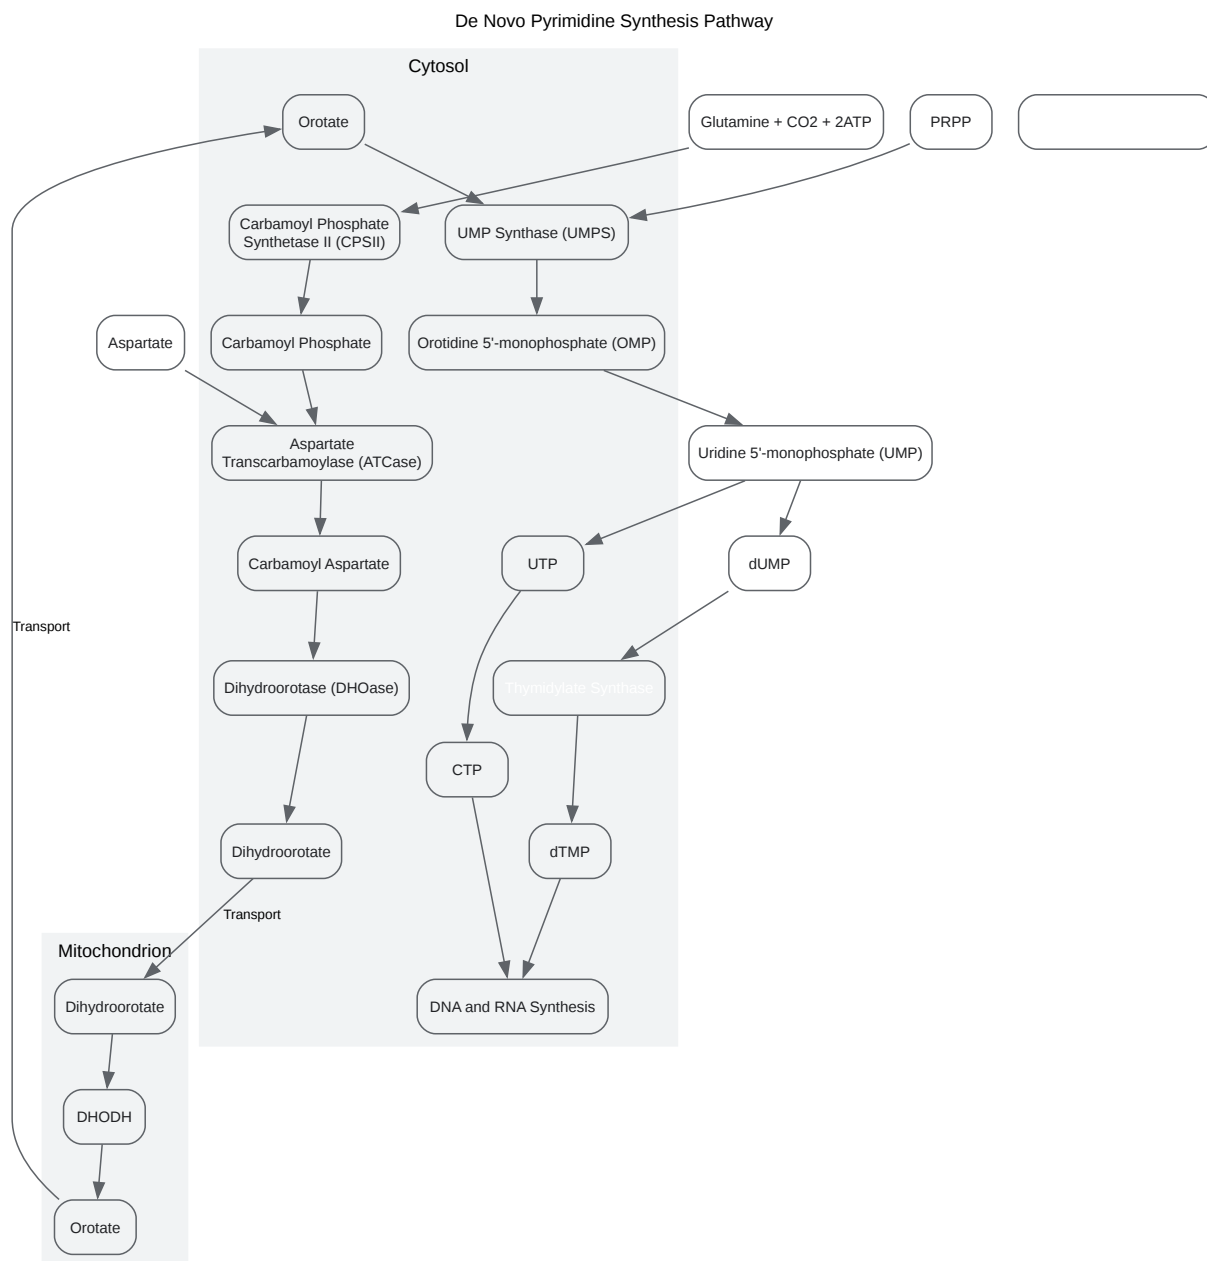 De Novo Pyrimidine Synthesis Pathway
Cytosol
Orotate
Glutamine + CO2 + 2ATP
PRPP
Carbamoyl Phosphate
Synthetase II (CPSII)
UMP Synthase (UMPS)
Aspartate
Carbamoyl Phosphate
Orotidine 5'-monophosphate (OMP)
Aspartate
Transcarbamoylase (ATCase)
Uridine 5'-monophosphate (UMP)
Carbamoyl Aspartate
UTP
dUMP
Transport
Dihydroorotase (DHOase)
Thymidylate Synthase
CTP
Dihydroorotate
dTMP
Transport
Mitochondrion
Dihydroorotate
DNA and RNA Synthesis
DHODH
Orotate